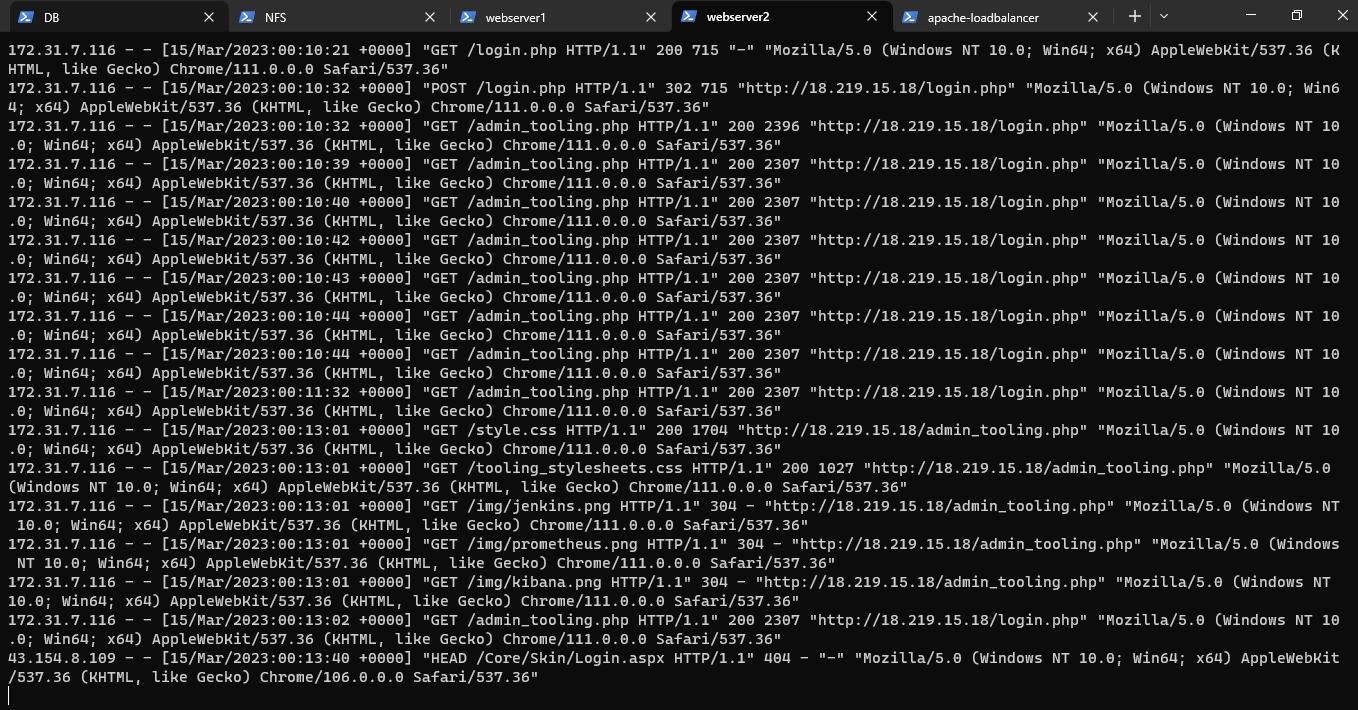 DB
NFS
webserver1
webserver2
apache-loadbalancer
172.31.7.116 - - [15/Mar/2023:00:10:21 +0000] "GET /login.php HTTP/1.1" 200 715 "-" "Mozilla/5.0 (Windows NT 10.0; Win64; x64) AppleWebKit/537.36 (K
HTML, like Gecko) Chrome/111.0.0.0 Safari/537.36"
172.31.7.116 - - [15/Mar/2023:00:10:32 +0000] "POST /login.php HTTP/1.1" 302 715 "http://18.219.15.18/login.php" "Mozilla/5.0 (Windows NT 10.0; Win6
4; x64) AppleWebKit/537.36 (KHTML, like Gecko) Chrome/111.0.0.0 Safari/537.36"
172.31.7.116 - - [15/Mar/2023:00:10:32 +0000] "GET /admin_tooling.php HTTP/1.1" 200 2396 "http://18.219.15.18/login.php" "Mozilla/5.0 (Windows NT 10
.0; Win64; x64) AppleWebKit/537.36 (KHTML, like Gecko) Chrome/111.0.0.0 Safari/537.36"
172.31.7.116 - - [15/Mar/2023:00:10:39 +0000] "GET /admin_tooling.php HTTP/1.1" 200 2307 "http://18.219.15.18/login.php" "Mozilla/5.0 (Windows NT 10
.0; Win64; x64) AppleWebKit/537.36 (KHTML, like Gecko) Chrome/111.0.0.0 Safari/537.36"
172.31.7.116 - - [15/Mar/2023:00:10:40 +0000] "GET /admin_tooling.php HTTP/1.1" 200 2307 "http://18.219.15.18/login.php" "Mozilla/5.0 (Windows NT 10
.0; Win64; x64) AppleWebKit/537.36 (KHTML, like Gecko) Chrome/111.0.0.0 Safari/537.36"
172.31.7.116 - - [15/Mar/2023:00:10:42 +0000] "GET /admin_tooling.php HTTP/1.1" 200 2307 "http://18.219.15.18/login.php" "Mozilla/5.0 (Windows NT 10
.0; Win64; x64) AppleWebKit/537.36 (KHTML, like Gecko) Chrome/111.0.0.0 Safari/537.36"
172.31.7.116 - - [15/Mar/2023:00:10:43 +0000] "GET /admin_tooling.php HTTP/1.1" 200 2307 "http://18.219.15.18/login.php" "Mozilla/5.0 (Windows NT 10
.0; Win64; x64) AppleWebKit/537.36 (KHTML, like Gecko) Chrome/111.0.0.0 Safari/537.36"
172.31.7.116 - - [15/Mar/2023:00:10:44 +0000] "GET /admin_tooling.php HTTP/1.1" 200 2307 "http://18.219.15.18/login.php" "Mozilla/5.0 (Windows NT 10
.0; Win64; x64) AppleWebKit/537.36 (KHTML, like Gecko) Chrome/111.0.0.0 Safari/537.36"
172.31.7.116 - - [15/Mar/2023:00:10:44 +0000] "GET /admin_tooling.php HTTP/1.1" 200 2307 "http://18.219.15.18/login.php" "Mozilla/5.0 (Windows NT 10
.0; Win64; x64) AppleWebKit/537.36 (KHTML, like Gecko) Chrome/111.0.0.0 Safari/537.36"
172.31.7.116 - - [15/Mar/2023:00:11:32 +0000] "GET /admin_tooling.php HTTP/1.1" 200 2307 "http://18.219.15.18/login.php" "Mozilla/5.0 (Windows NT 10
.0; Win64; x64) AppleWebKit/537.36 (KHTML, like Gecko) Chrome/111.0.0.0 Safari/537.36"
172.31.7.116 - - [15/Mar/2023:00:13:01 +0000] "GET /style.css HTTP/1.1" 200 1704 "http://18.219.15.18/admin_tooling.php" "Mozilla/5.0 (Windows NT 10
.0; Win64; x64) AppleWebKit/537.36 (KHTML, like Gecko) Chrome/111.0.0.0 Safari/537.36"
172.31.7.116 - - [15/Mar/2023:00:13:01 +0000] "GET /tooling_stylesheets.css HTTP/1.1" 200 1027 "http://18.219.15.18/admin_tooling.php" "Mozilla/5.0
(Windows NT 10.0; Win64; x64) AppleWebKit/537.36 (KHTML, like Gecko) Chrome/111.0.0.0 Safari/537.36"
172.31.7.116 - - [15/Mar/2023:00:13:01 +0000] "GET /img/jenkins.png HTTP/1.1" 304 - "http://18.219.15.18/admin_tooling.php" "Mozilla/5.0 (Windows NT
10.0; Win64; x64) AppleWebKit/537.36 (KHTML, like Gecko) Chrome/111.0.0.0 Safari/537.36"
172.31.7.116 - - [15/Mar/2023:00:13:01 +0000] "GET /img/prometheus.png HTTP/1.1" 304 - "http://18.219.15.18/admin_tooling.php" "Mozilla/5.0 (Windows
NT 10.0; Win64; x64) AppleWebKit/537.36 (KHTML, like Gecko) Chrome/111.0.0.0 Safari/537.36"
172.31.7.116 - - [15/Mar/2023:00:13:01 +0000] "GET /img/kibana.png HTTP/1.1" 304 - "http://18.219.15.18/admin_tooling.php" "Mozilla/5.0 (Windows NT
10.0; Win64; x64) AppleWebKit/537.36 (KHTML, like Gecko) Chrome/111.0.0.0 Safari/537.36"
172.31.7.116 - - [15/Mar/2023:00:13:02 +0000] "GET /admin_tooling.php HTTP/1.1" 200 2307 "http://18.219.15.18/login.php" "Mozilla/5.0 (Windows NT 10
.0; Win64; x64) AppleWebKit/537.36 (KHTML, like Gecko) Chrome/111.0.0.0 Safari/537.36"
43.154.8.109 - - [15/Mar/2023:00:13:40 +0000] "HEAD /Core/Skin/Login.aspx HTTP/1.1" 404 - "-" "Mozilla/5.0 (Windows NT 10.0; Win64; x64) AppleWebKit
/537.36 (KHTML, like Gecko) Chrome/106.0.0.0 Safari/537.36"